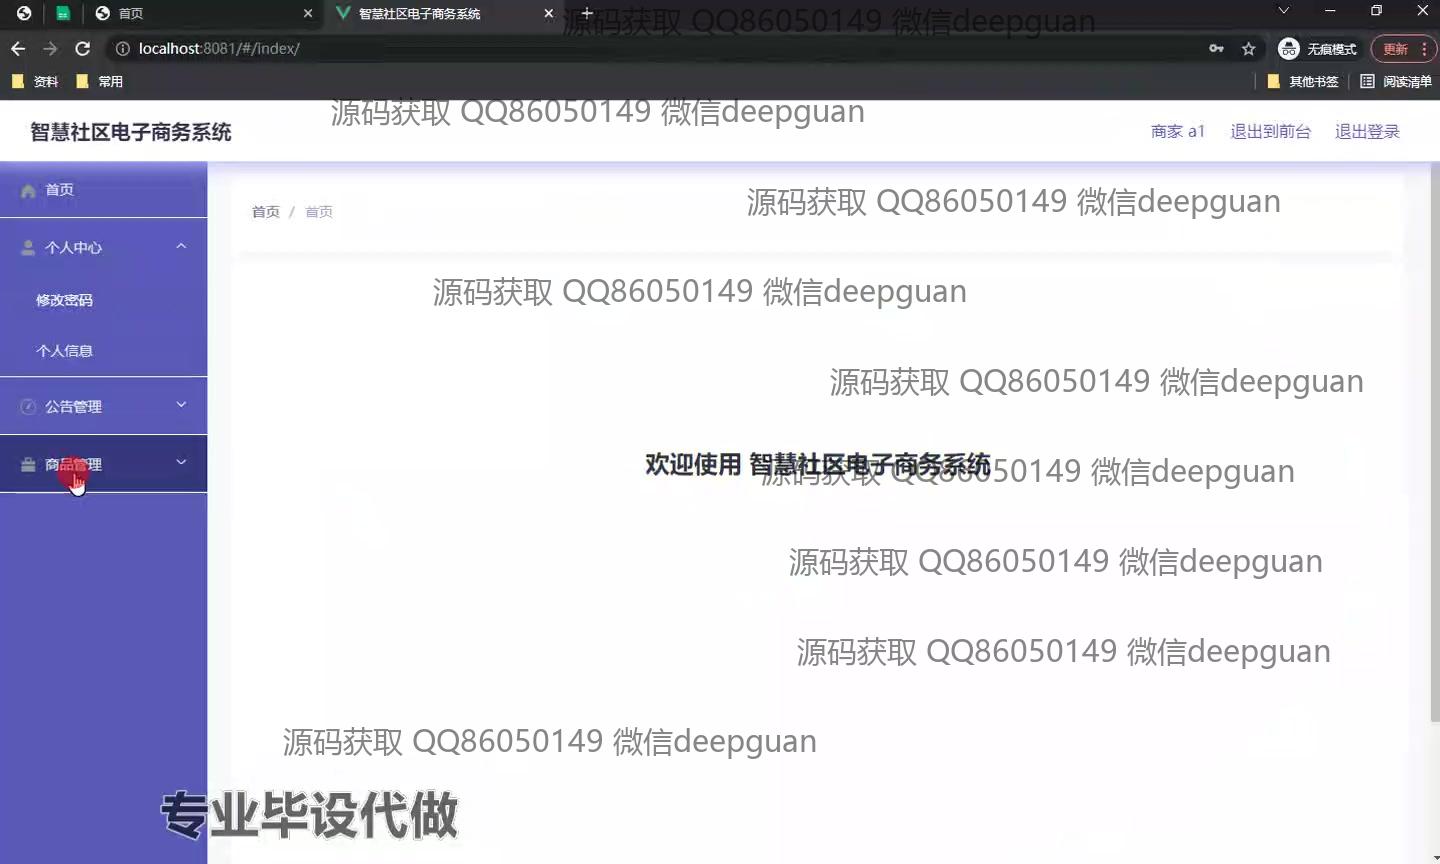 首页
智慧社区电子商务系统
源码获取 QQ86050149 微信deepguan
localhost:8081/#/index/
无痕模式
更新
资料
常用
其他书签
阅读清单
源码获取 QQ86050149 微信deepguan
智慧社区电子商务系统
商家 a1
退出到前台
退出登录
首页
源码获取 QQ86050149 微信deepguan
首页 / 首页
个人中心
源码获取 QQ86050149 微信deepguan
修改密码
个人信息
源码获取 QQ86050149 微信deepguan
公告管理
商品管理
欢迎使用 智慧社区电子商务系统
源码获取 QQ86050149 微信deepguan
源码获取 QQ86050149 微信deepguan
源码获取 QQ86050149 微信deepguan
源码获取 QQ86050149 微信deepguan
专业毕设代做